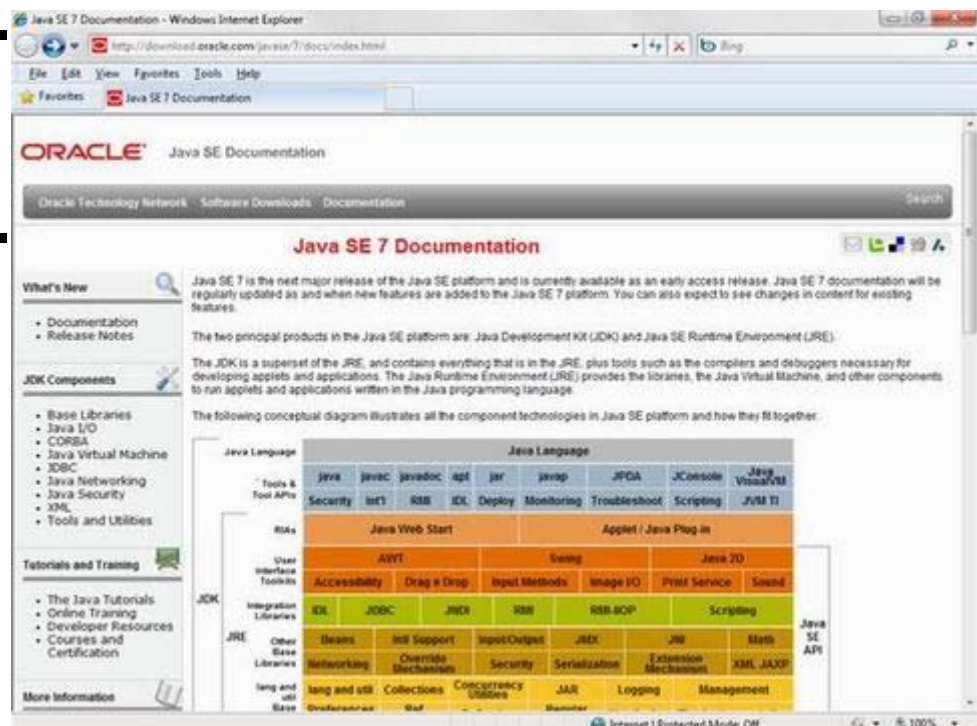 Java SE 7 Documentation - Windows Internet Explorer
http://download.oracle.com/javase/7/docs/index.html
Bing
File Edit View Favorites Tools Help
Favorites Java SE 7 Documentation
ORACLE Java SE Documentation
Oracle Technology Network Software Downloads Documentation Search
Java SE 7 Documentation
What's New
• Documentation
• Release Notes
JDK Components
• Base Libraries
• Java I/O
• CORBA
• Java Virtual Machine
• JDBC
• Java Networking
• Java Security
• XML
• Tools and Utilities
Tutorials and Training
• The Java Tutorials
• Online Training
• Developer Resources
• Courses and
Certification
More Information
Java SE 7 is the next major release of the Java SE platform and is currently available as an early access release. Java SE 7 documentation will be
regularly updated as and when new features are added to the Java SE 7 platform. You can also expect to see changes in content for existing
features.
The two principal products in the Java SE platform are: Java Development Kit (JDK) and Java SE Runtime Environment (JRE).
The JDK is a superset of the JRE, and contains everything that is in the JRE, plus tools such as the compilers and debuggers necessary for
developing applets and applications. The Java Runtime Environment (JRE) provides the libraries, the Java Virtual Machine, and other components
to run applets and applications written in the Java programming language.
The following conceptual diagram illustrates all the component technologies in Java SE platform and how they fit together.
Java Language Java Language
Tools &
Tool APIs
java javac javadoc apt jar javap JPDA JConsole Java VisualVM
Security Int'l RMI IDL Deploy Monitoring Troubleshoot Scripting JVM TI
RIAs Java Web Start Applet / Java Plug-in
User
Interface
Toolkits
AWT Swing Java 2D
Accessibility Drag n Drop Input Methods Image I/O Print Service Sound
JDK
Integration
Libraries
IDL JDBC JNDI RMI RMI-IIOP Scripting
JRE
Java
SE
API
Other
Base
Libraries
Beans Intl Support Input/Output JMX JNI Math
Networking Override Mechanism Security Serialization Extension Mechanism XML JAXP
lang and
util
Base
lang and util Collections Concurrency Utilities JAR Logging Management
Preferences Ref
Internet | Protected Mode: Off 100%